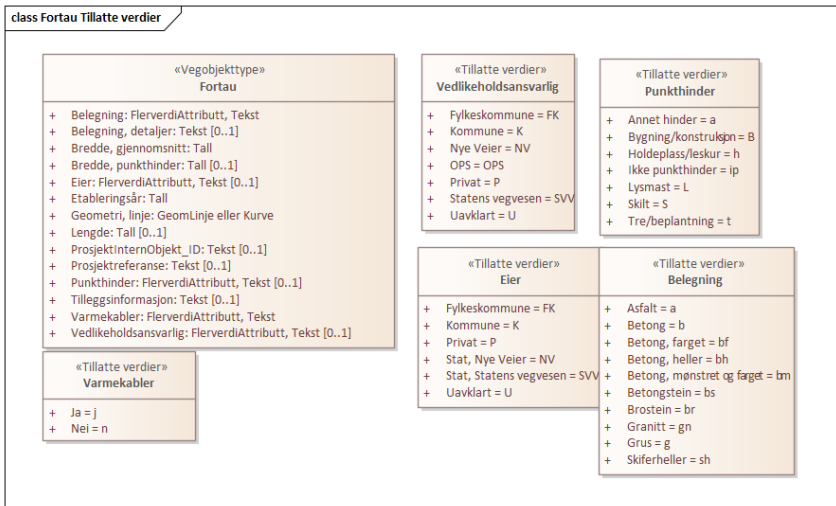 class Fortau Tillatte verdier
«Vegobjekttype»
Fortau
+ Belegning: FlerverdiAttributt, Tekst
+ Belegning, detaljer: Tekst [0..1]
+ Bredde, gjennomsnitt: Tall
+ Bredde, punkthinder: Tall [0..1]
+ Eier: FlerverdiAttributt, Tekst [0..1]
+ Etableringsår: Tall
+ Geometri, linje: GeomLinje eller Kurve
+ Lengde: Tall [0..1]
+ ProsjektInternObjekt_ID: Tekst [0..1]
+ Prosjektreferanse: Tekst [0..1]
+ Punkthinder: FlerverdiAttributt, Tekst [0..1]
+ Tilleggsinformasjon: Tekst [0..1]
+ Varmekabler: FlerverdiAttributt, Tekst
+ Vedlikeholdsansvarlig: FlerverdiAttributt, Tekst [0..1]
«Tillatte verdier»
Vedlikeholdsansvarlig
+ Fylkeskommune = FK
+ Kommune = K
+ Nye Veier = NV
+ OPS = OPS
+ Privat = P
+ Statens vegvesen = SVV
+ Uavklart = U
«Tillatte verdier»
Punkthinder
+ Annet hinder = a
+ Bygning/konstruksjon = B
+ Holdeplass/leskur = h
+ Ikke punkthinder = ip
+ Lysmast = L
+ Skilt = S
+ Tre/beplantning = t
«Tillatte verdier»
Eier
+ Fylkeskommune = FK
+ Kommune = K
+ Privat = P
+ Stat, Nye Veier = NV
+ Stat, Statens vegvesen = SVV
+ Uavklart = U
«Tillatte verdier»
Belegning
+ Asfalt = a
+ Betong = b
+ Betong, farget = bf
+ Betong, heller = bh
+ Betong, mønstret og farget = bm
+ Betongstein = bs
+ Brostein = br
+ Granitt = gn
+ Grus = g
+ Skiferheller = sh
«Tillatte verdier»
Varmekabler
+ Ja = j
+ Nei = n